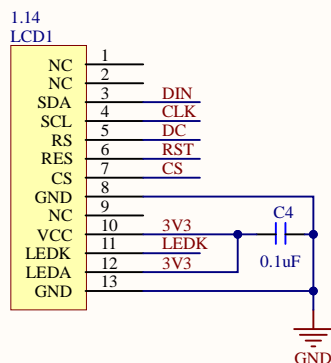 1.14
LCD1
NC 1
NC 2
SDA 3 DIN
SCL 4 CLK
RS 5 DC
RES 6 RST
CS 7 CS
GND 8
NC 9
VCC 10 3V3
LEDK 11 LEDK
LEDA 12 3V3
GND 13
C4
0.1uF
GND